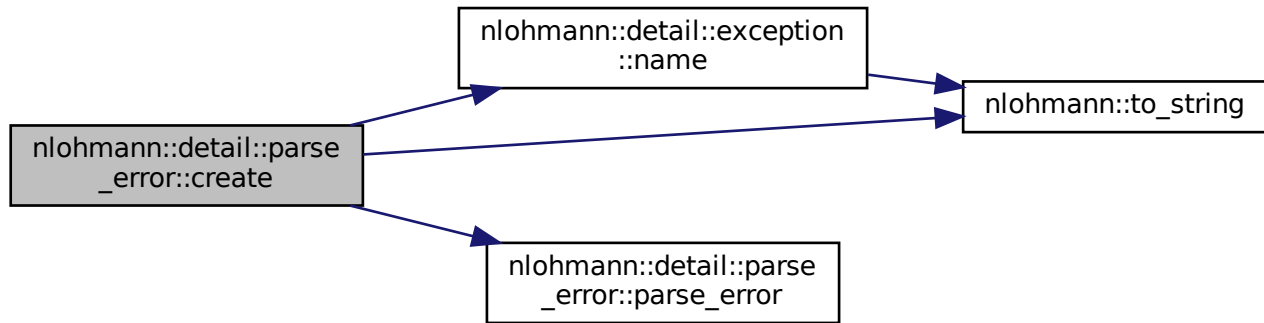 nlohmann::detail::parse
_error::create
nlohmann::detail::exception
::name
nlohmann::to_string
nlohmann::detail::parse
_error::parse_error